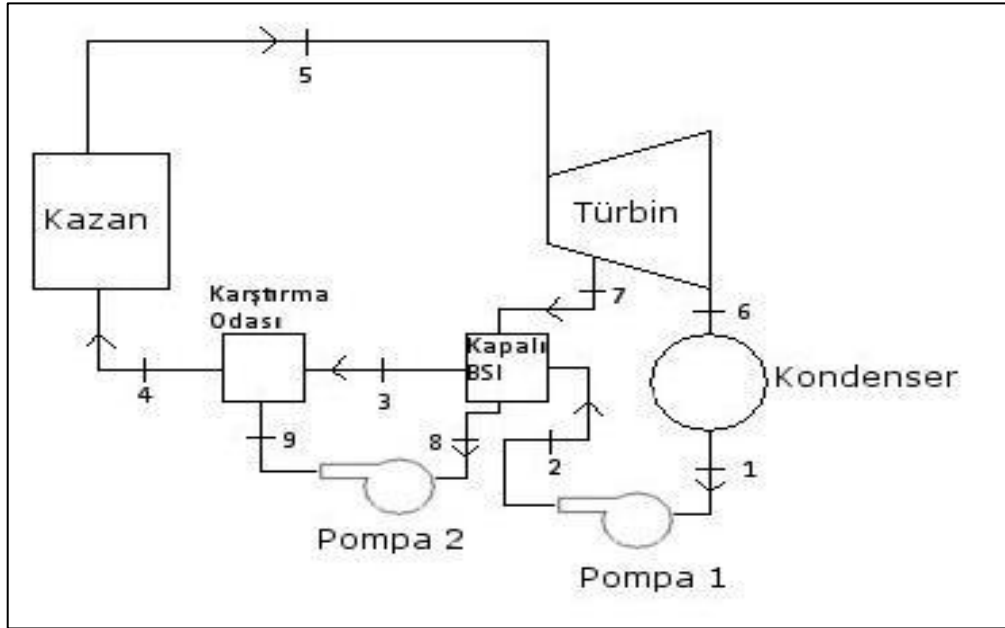 5
Kazan
Türbin
Karştırma
Odası
7
Kapalı
BSI
6
Kondenser
4
3
9
8
2
1
Pompa 2
Pompa 1